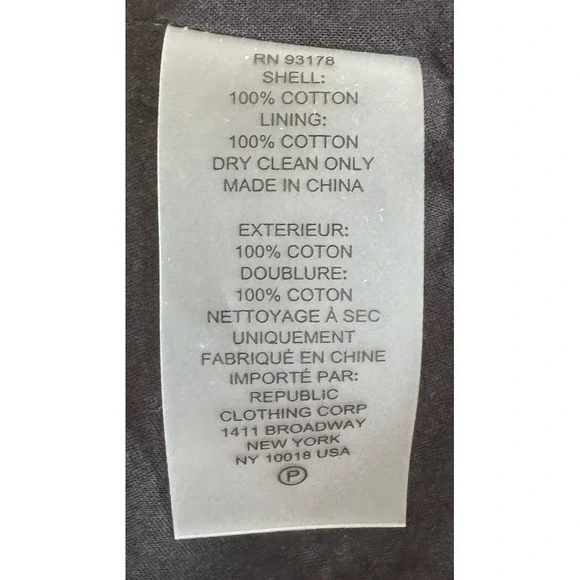 RN 93178
SHELL:
100% COTTON
LINING:
100% COTTON
DRY CLEAN ONLY
MADE IN CHINA
EXTERIEUR:
100% COTON
DOUBLURE:
100% COTON
NETTOYAGE À SEC
UNIQUEMENT
FABRIQUÉ EN CHINE
IMPORTÉ PAR:
REPUBLIC
CLOTHING CORP
1411 BROADWAY
NEW YORK
NY 10018 USA
P